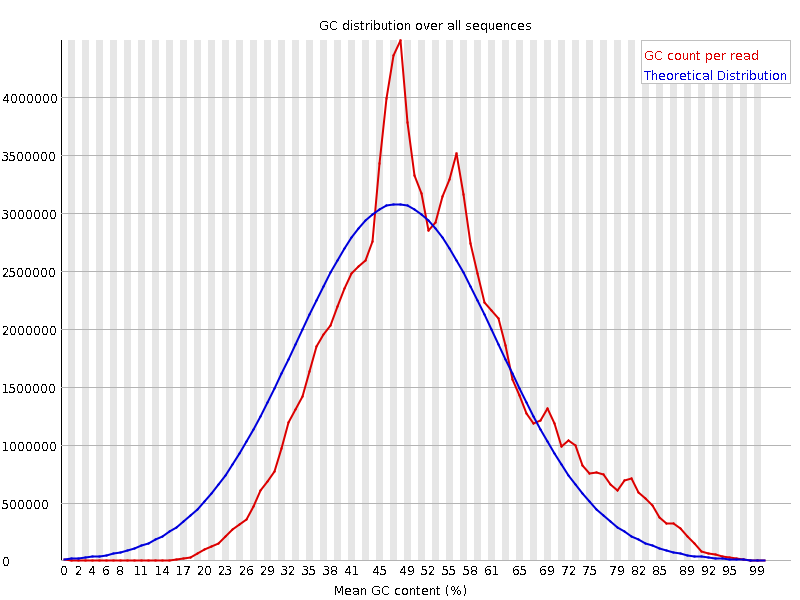 GC distribution over all sequences
GC count per read
Theoretical Distribution
4000000
3500000
3000000
2500000
2000000
1500000
1000000
500000
0
0 2 4 6 8 11 14 17 20 23 26 29 32 35 38 41 45 49 52 55 58 61 65 69 72 75 79 82 85 89 92 95 99
Mean GC content (%)